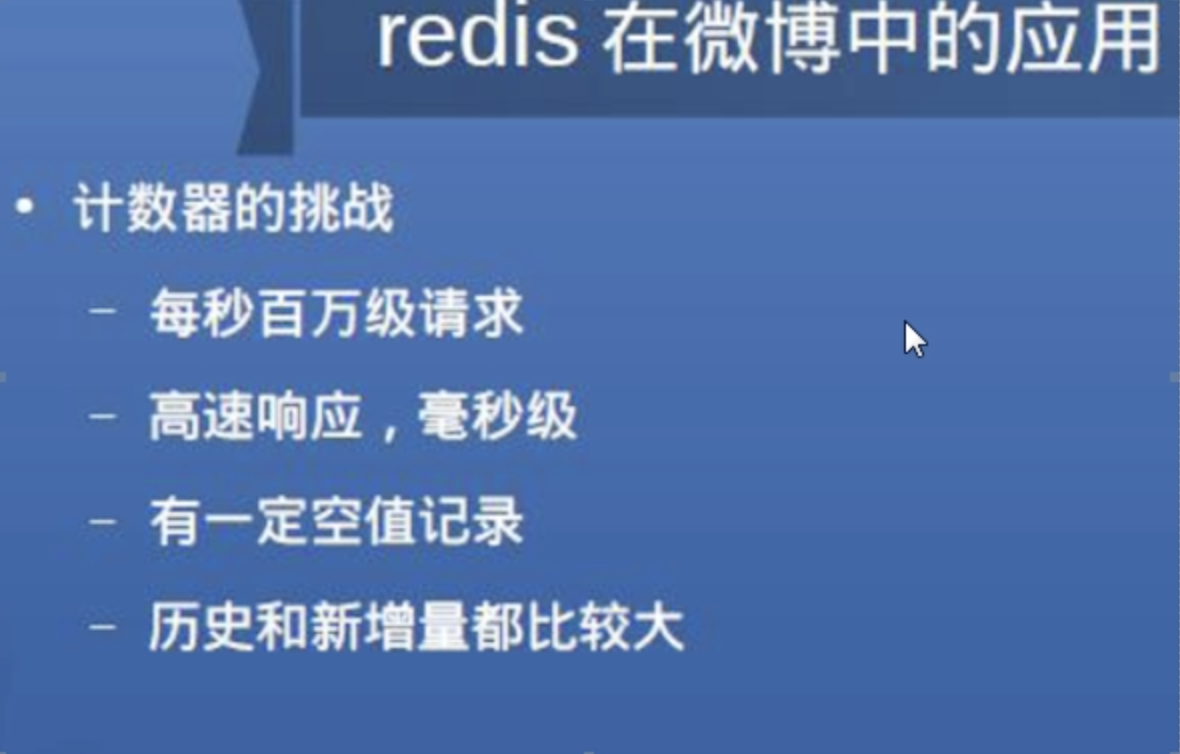 redis 在微博中的应用
• 计数器的挑战
– 每秒百万级请求
– 高速响应，毫秒级
– 有一定空值记录
– 历史和新增量都比较大